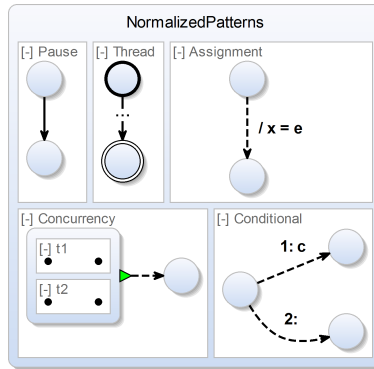 NormalizedPatterns
[-] Pause
[-] Thread
...
[-] Assignment
/ x = e
[-] Concurrency
[-] t1
[-] t2
[-] Conditional
1: c
2: